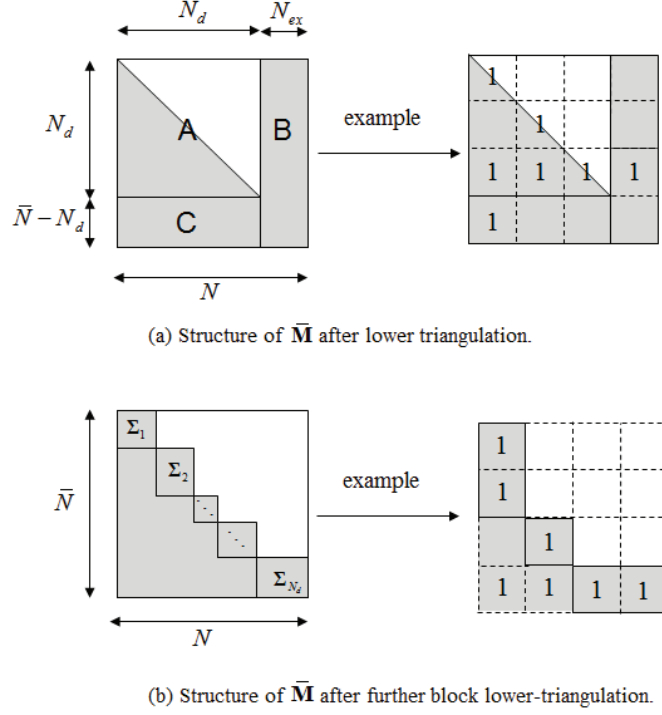 N_d N_ex
N_d A B example
N̄ − N_d C
N
1
1
1 1 1 1
1
(a) Structure of M̄ after lower triangulation.
Σ_1
Σ_2
N̄ example
Σ_{N_d}
N
1
1
1
1 1 1 1
(b) Structure of M̄ after further block lower-triangulation.